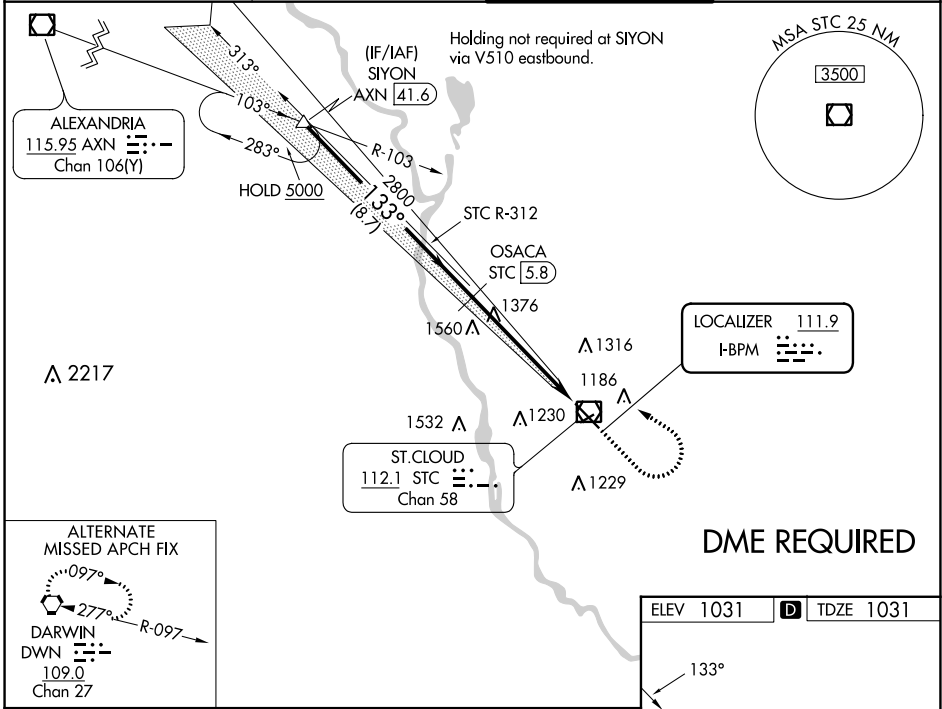 Holding not required at SIYON
via V510 eastbound.
MSA STC 25 NM
3500
(IF/IAF)
SIYON
AXN 41.6
313°
103°
283°
R-103
HOLD 5000
ALEXANDRIA
115.95 AXN
Chan 106(Y)
2800
133°
(8.7)
STC R-312
OSACA
STC 5.8
1376
1560
1316
LOCALIZER 111.9
I-BPM
2217
1186
1532
1230
ST.CLOUD
112.1 STC
Chan 58
1229
DME REQUIRED
ALTERNATE
MISSED APCH FIX
097°
277°
R-097
DARWIN
DWN
109.0
Chan 27
ELEV 1031 D TDZE 1031
133°